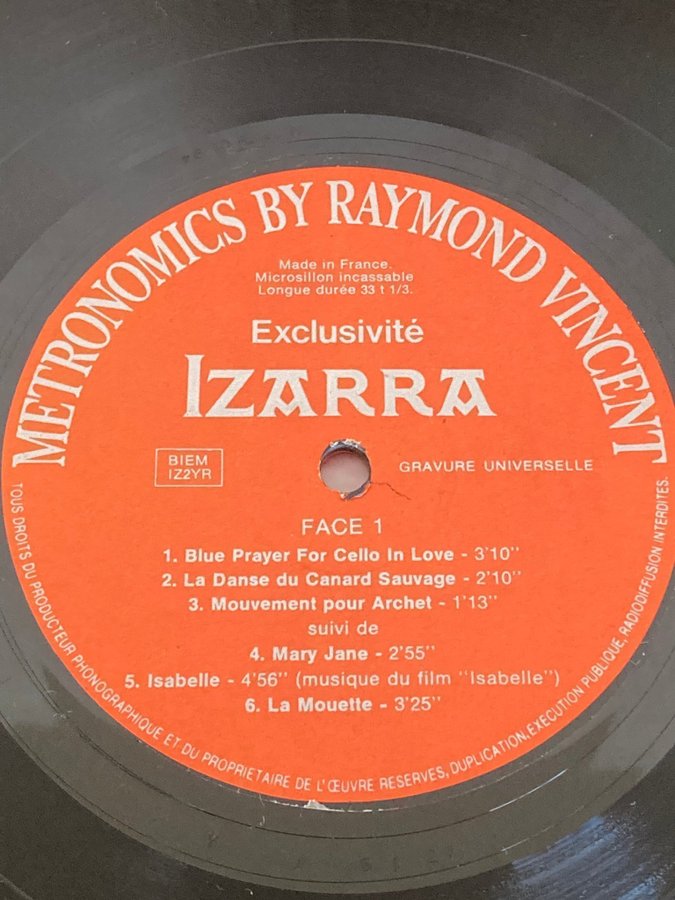 METRONOMICS BY RAYMOND VINCENT
Made in France.
Microsillon incassable
Longue durée 33 t 1/3.
Exclusivité
IZARRA
BIEM
IZ2YR
GRAVURE UNIVERSELLE
FACE 1
1. Blue Prayer For Cello In Love - 3'10''
2. La Danse du Canard Sauvage - 2'10''
3. Mouvement pour Archet - 1'13''
suivi de
4. Mary Jane - 2'55''
5. Isabelle - 4'56'' (musique du film ''Isabelle'')
6. La Mouette - 3'25''
TOUS DROITS DU PRODUCTEUR PHONOGRAPHIQUE ET DU PROPRIETAIRE DE L'ŒUVRE RESERVES, DUPLICATION, EXECUTION PUBLIQUE, RADIODIFFUSION INTERDITES.